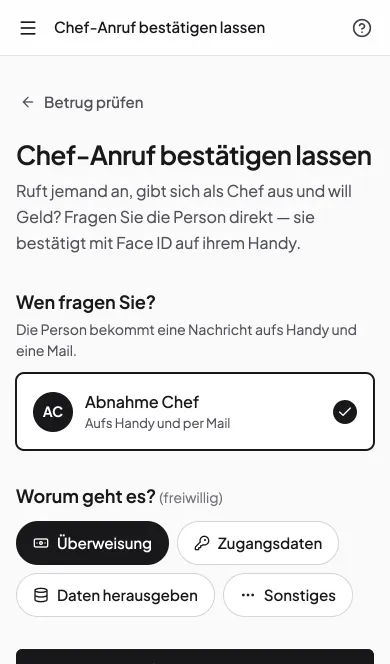 Chef-Anruf bestätigen lassen
Betrug prüfen
Chef-Anruf bestätigen lassen
Ruft jemand an, gibt sich als Chef aus und will
Geld? Fragen Sie die Person direkt — sie
bestätigt mit Face ID auf ihrem Handy.
Wen fragen Sie?
Die Person bekommt eine Nachricht aufs Handy und
eine Mail.
AC
Abnahme Chef
Aufs Handy und per Mail
Worum geht es? (freiwillig)
Überweisung
Zugangsdaten
Daten herausgeben
Sonstiges